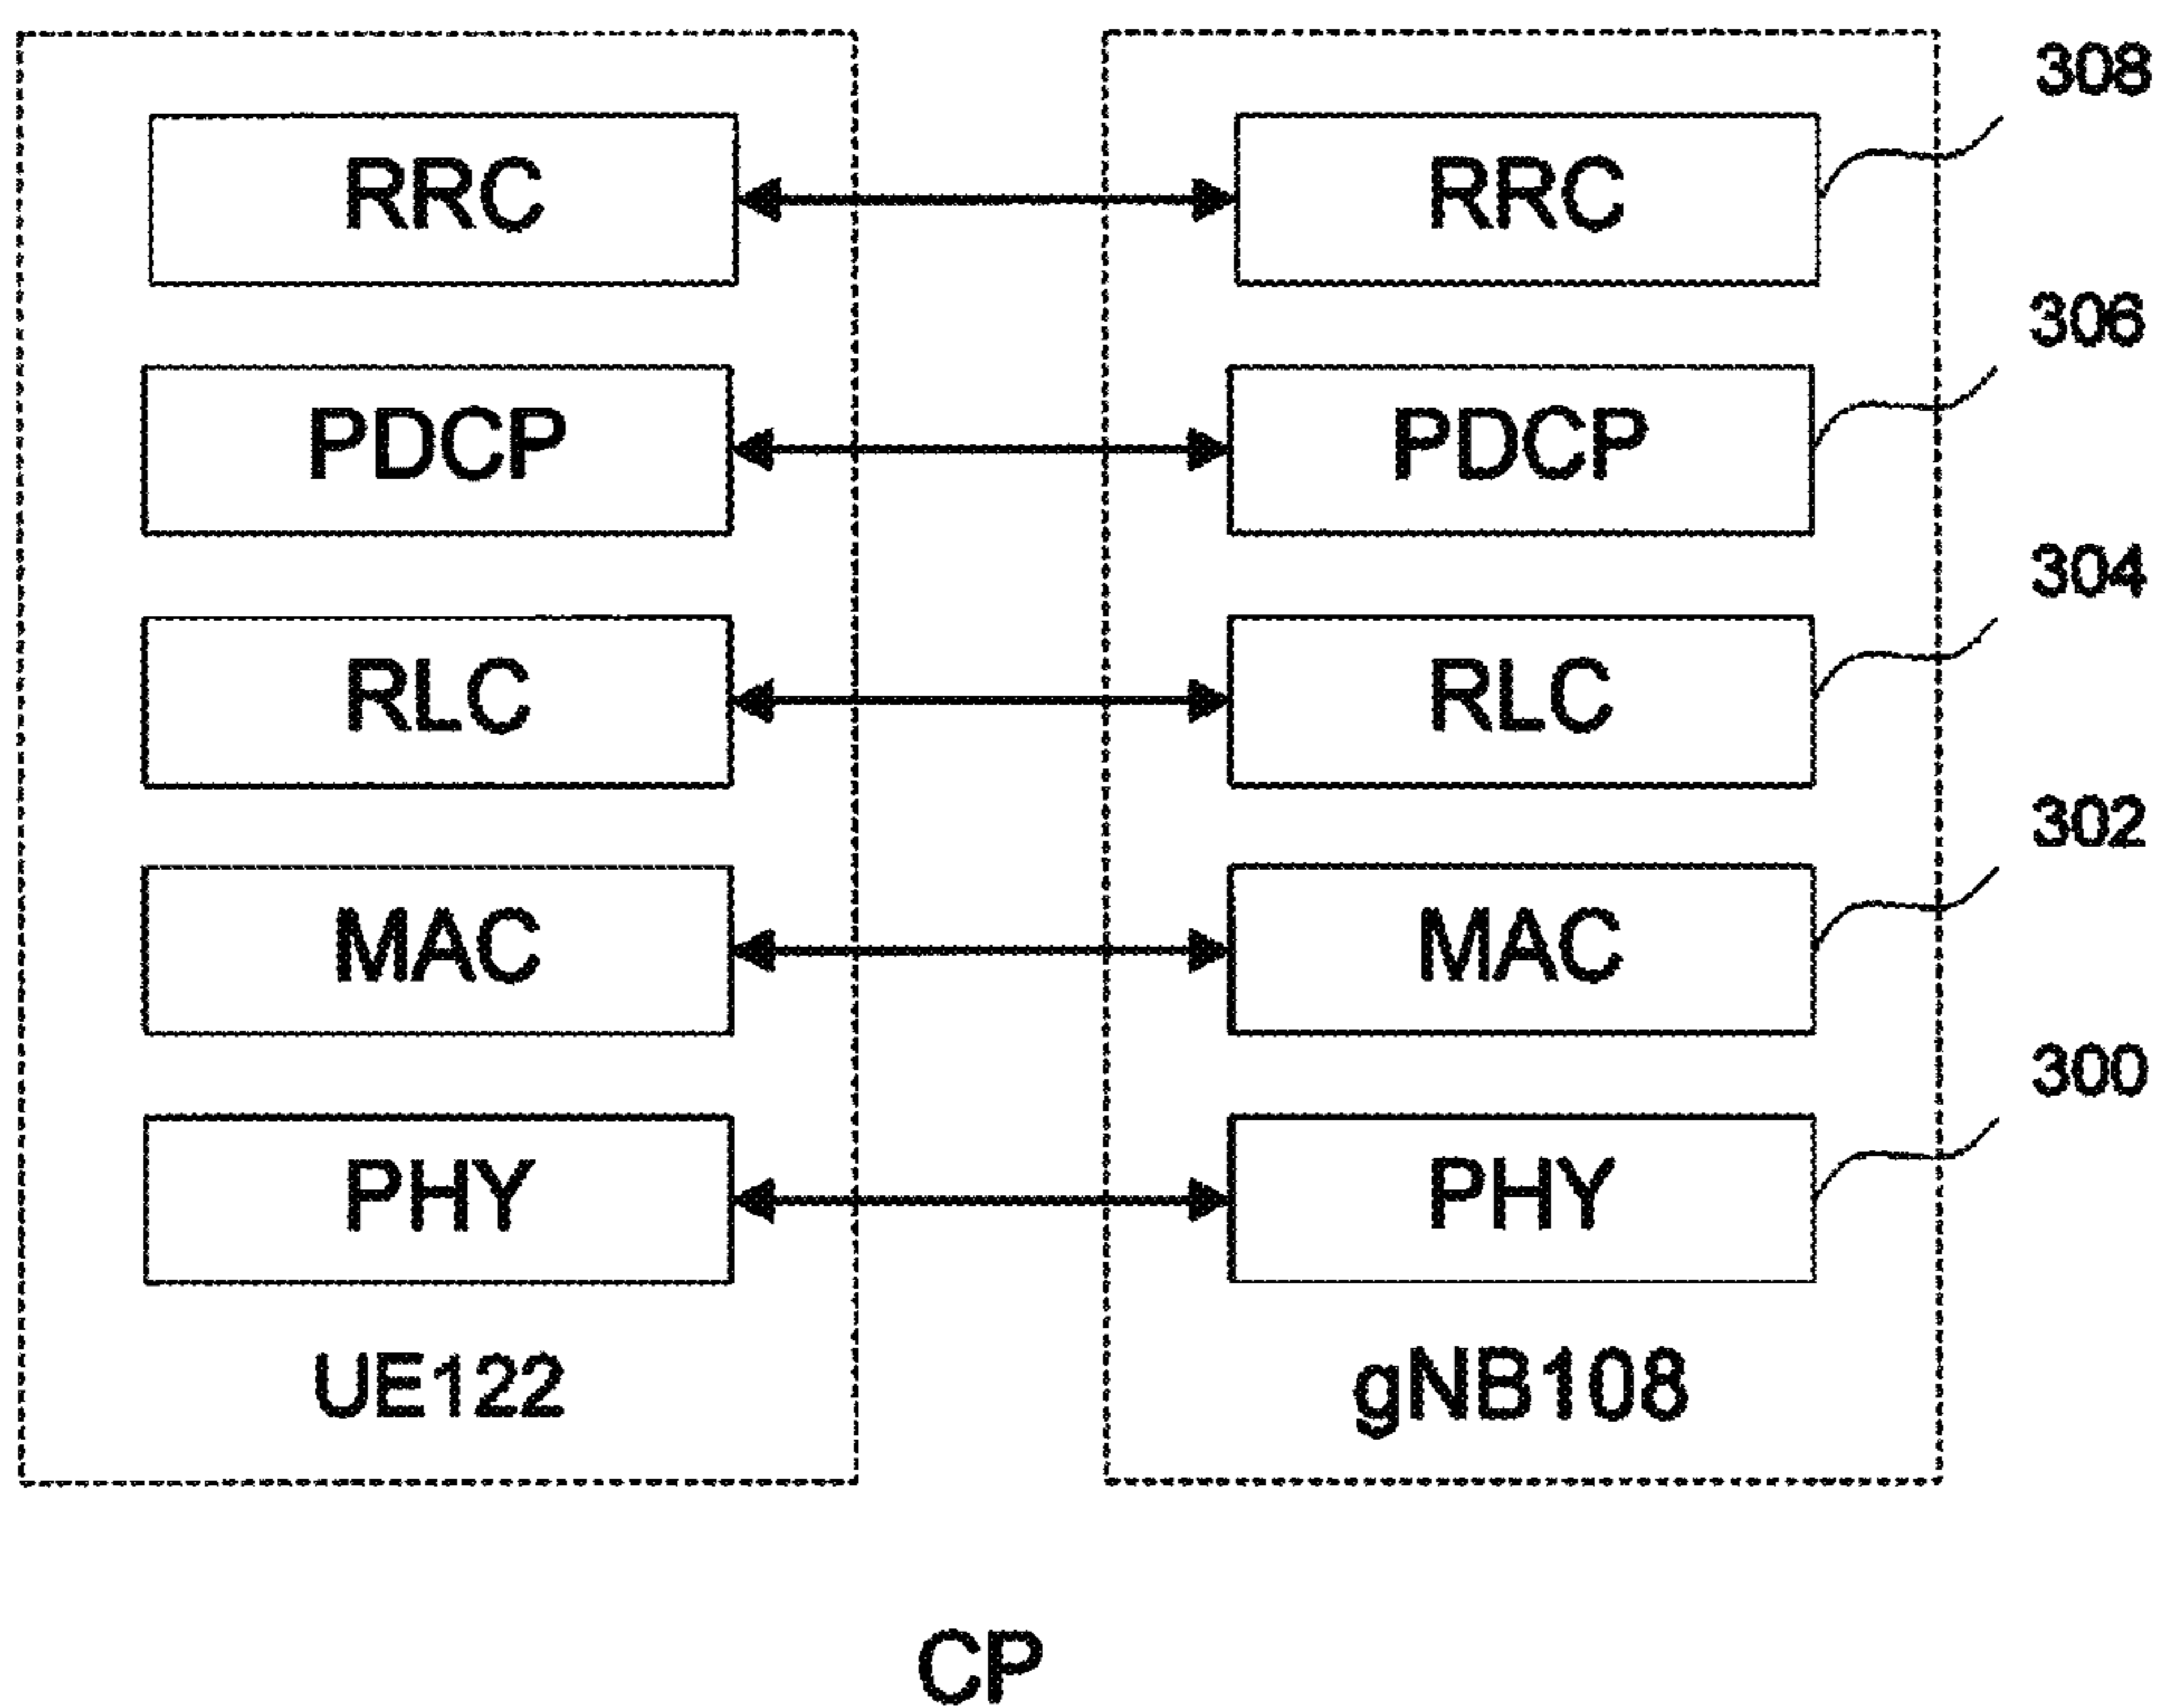 308
RRC RRC
306
PDCP PDCP
304
RLC RLC
302
MAC MAC
300
PHY PHY
UE122 gNB108
CP